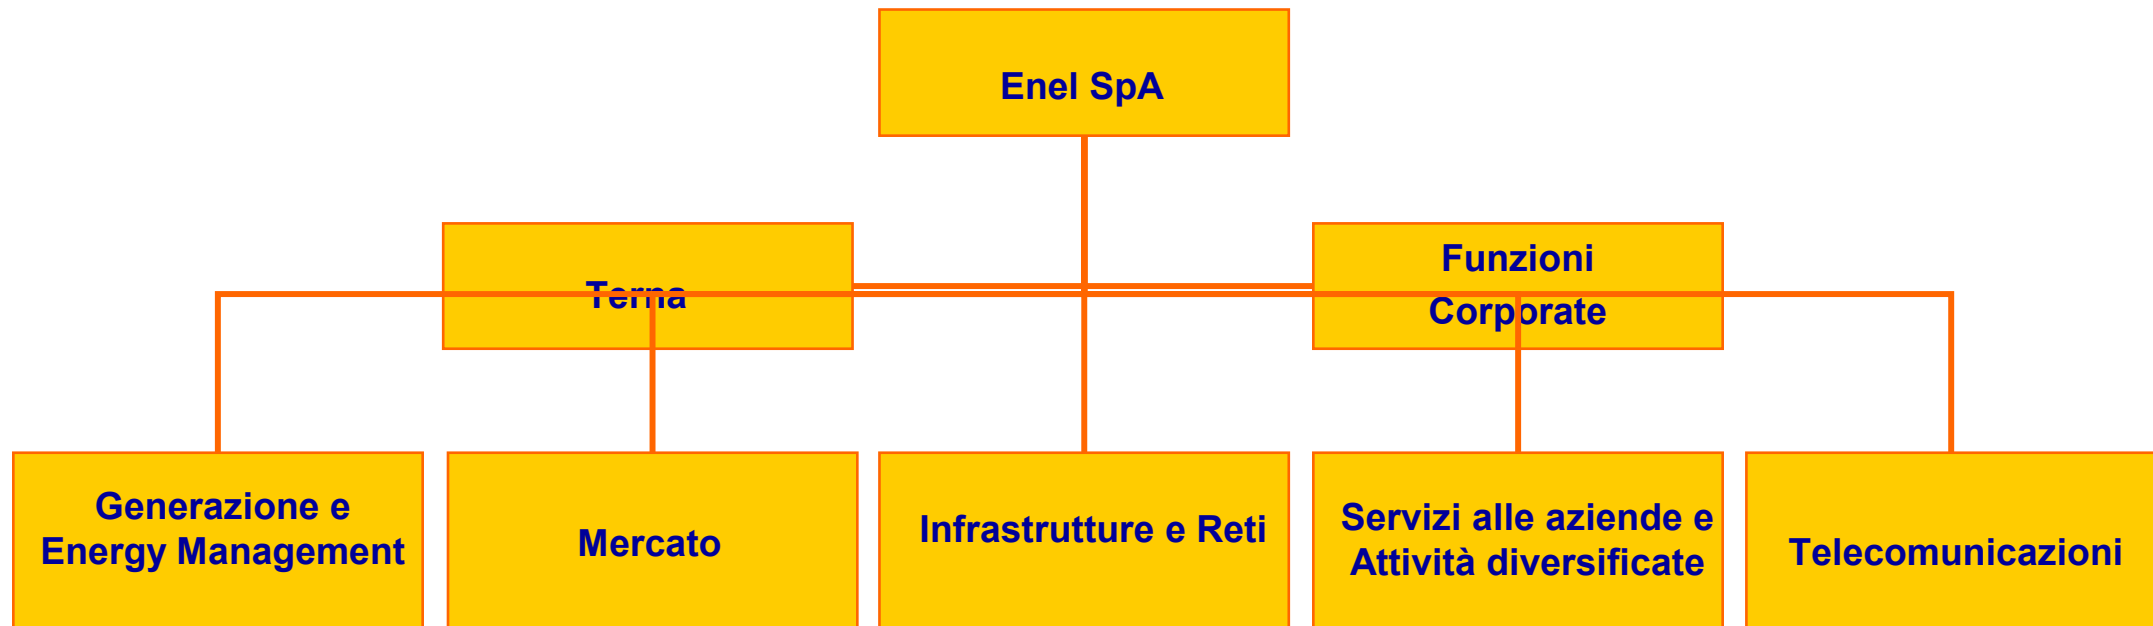 Enel SpA
Terna
Funzioni
Corporate
Generazione e
Energy Management
Mercato
Infrastrutture e Reti
Servizi alle aziende e
Attività diversificate
Telecomunicazioni